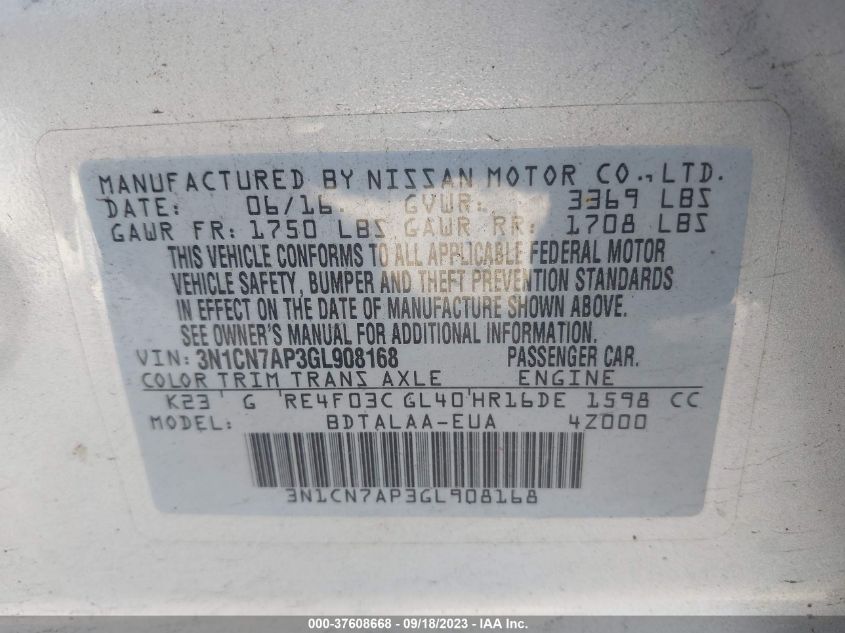 MANUFACTURED BY NISSAN MOTOR CO., LTD.
DATE: 06/16 GVWR: 3369 LBS
GAWR FR: 1750 LBS GAWR RR: 1708 LBS
THIS VEHICLE CONFORMS TO ALL APPLICABLE FEDERAL MOTOR
VEHICLE SAFETY, BUMPER AND THEFT PREVENTION STANDARDS
IN EFFECT ON THE DATE OF MANUFACTURE SHOWN ABOVE.
SEE OWNER'S MANUAL FOR ADDITIONAL INFORMATION.
VIN: 3N1CN7AP3GL908168 PASSENGER CAR.
COLOR TRIM TRANS AXLE ENGINE
K23 G RE4F03C GL40 HR16DE 1598 CC
MODEL: BDTALAA-EUA 4Z000
3N1CN7AP3GL908168
000-37608668 - 09/18/2023 - IAA Inc.